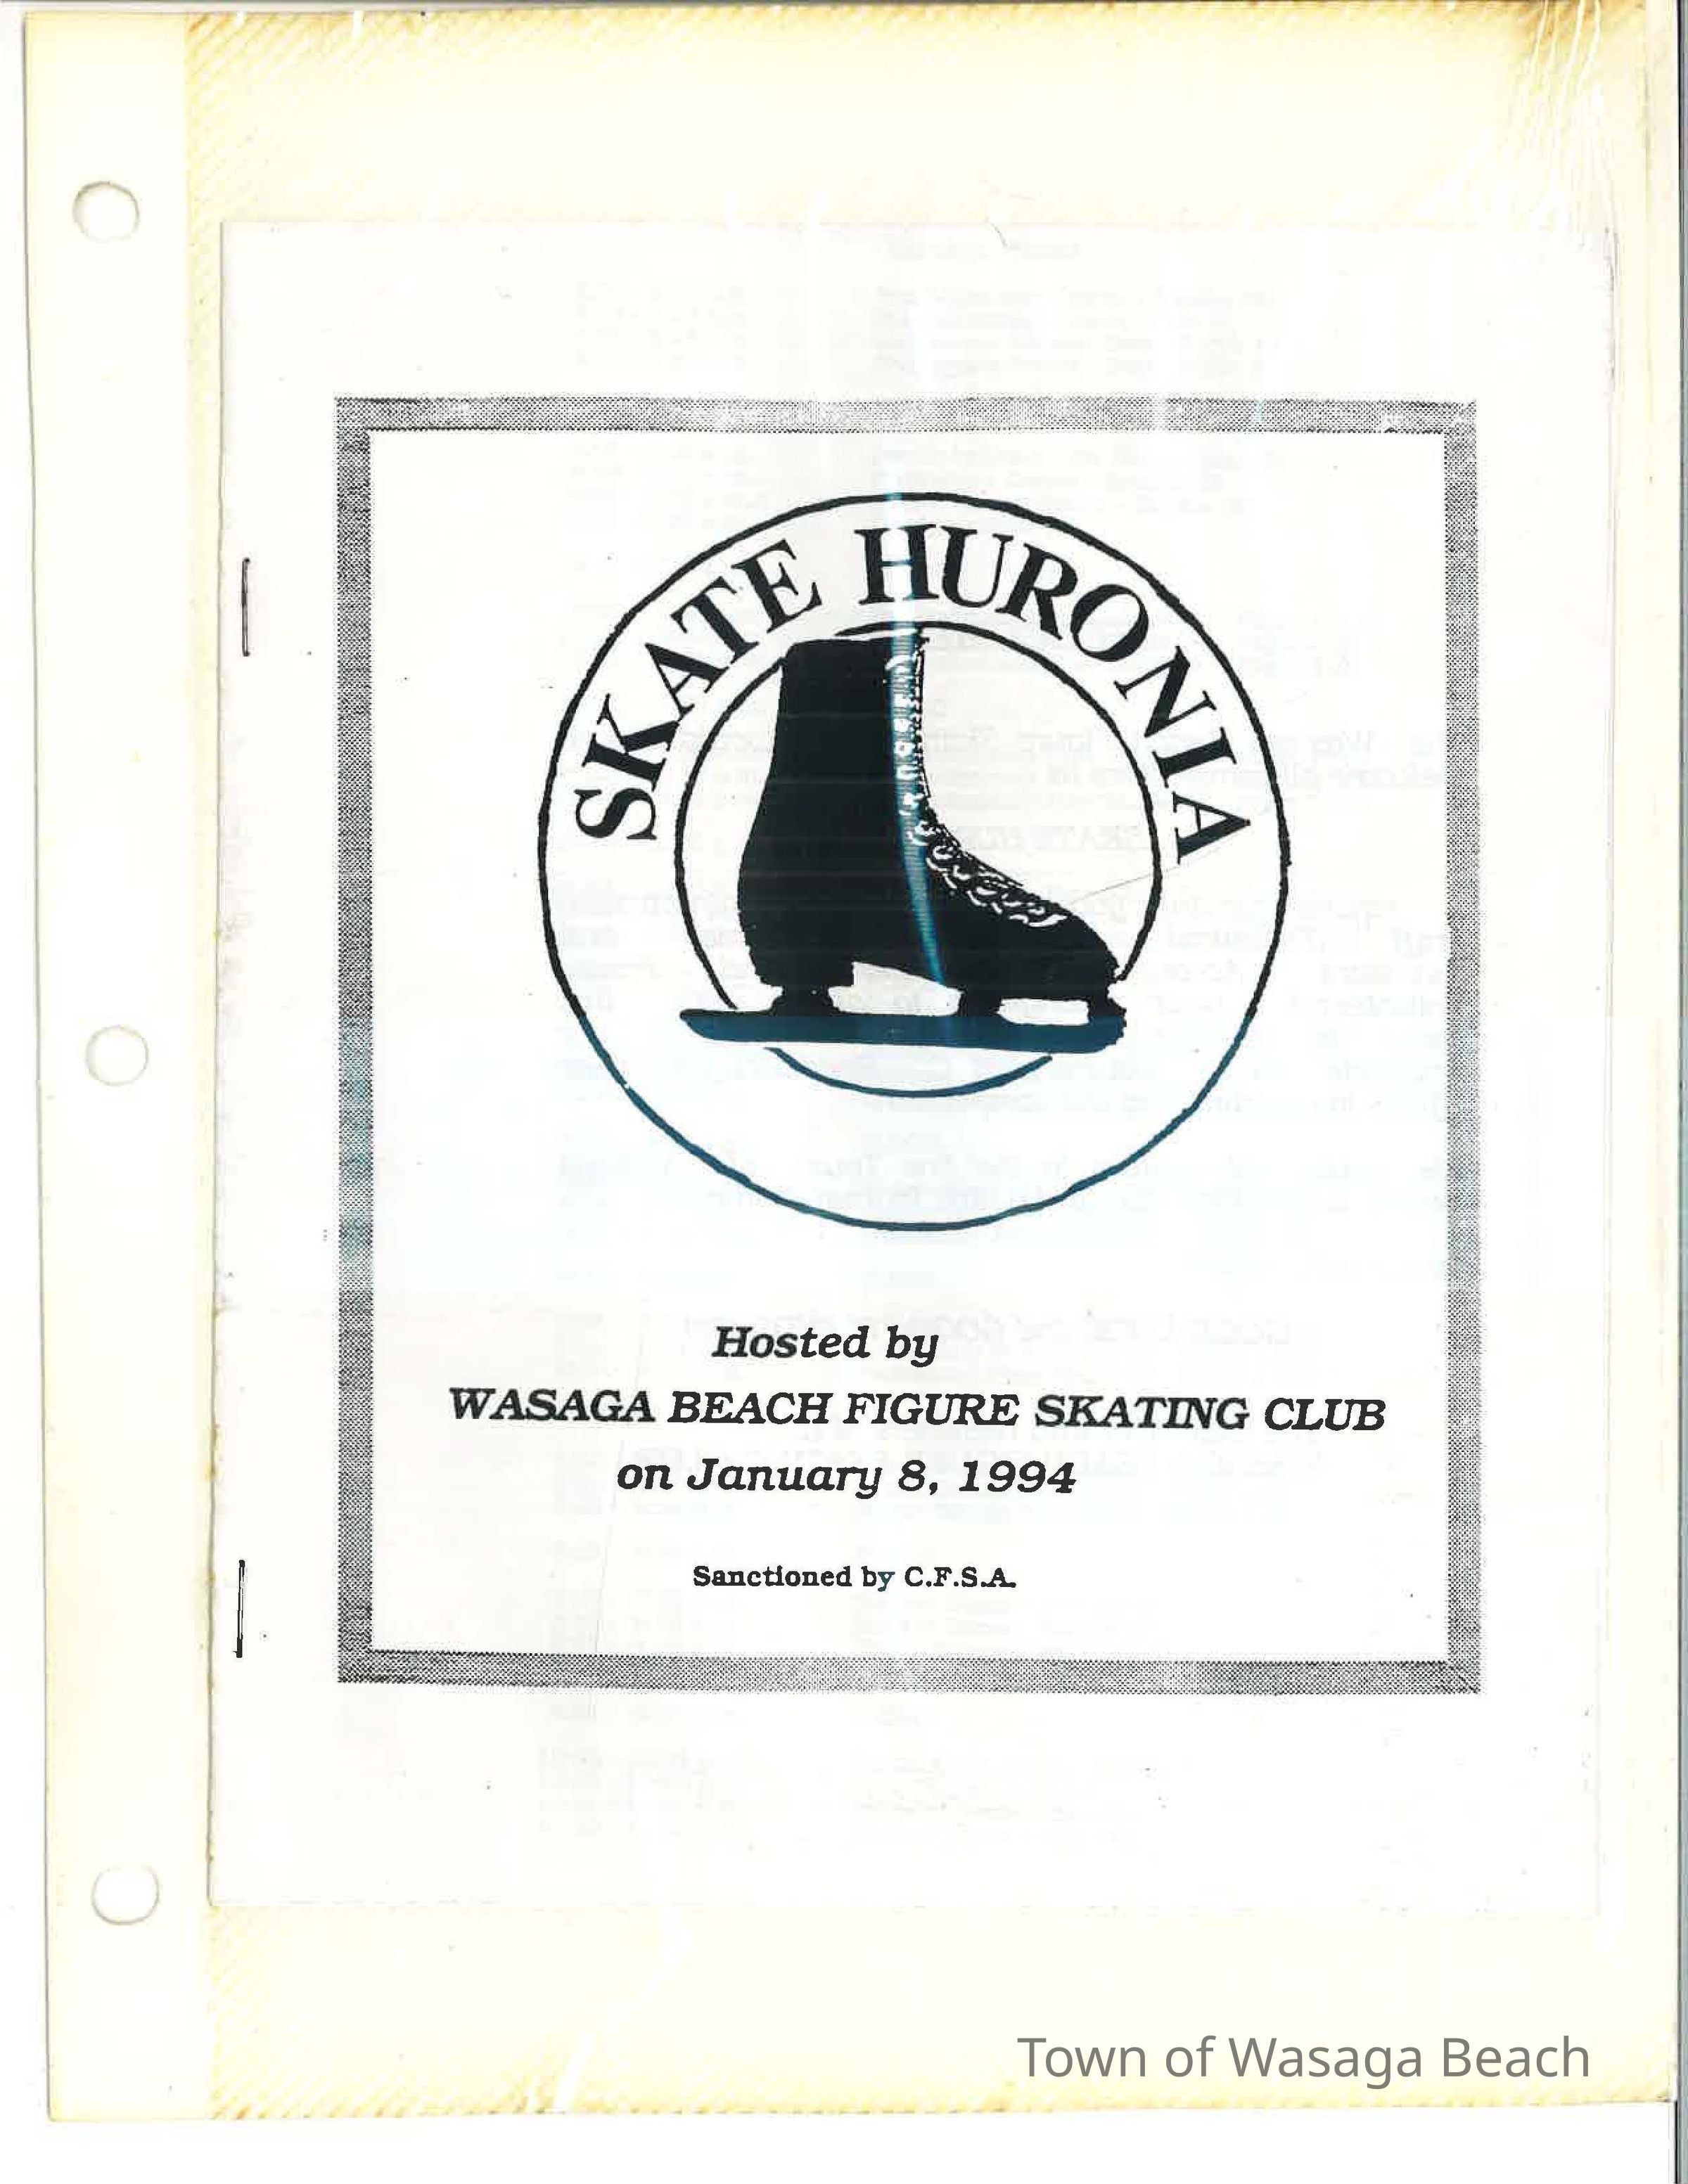 SKATE HURONIA
Hosted by
WASAGA BEACH FIGURE SKATING CLUB
on January 8, 1994
Sanctioned by C.F.S.A.
Town of Wasaga Beach